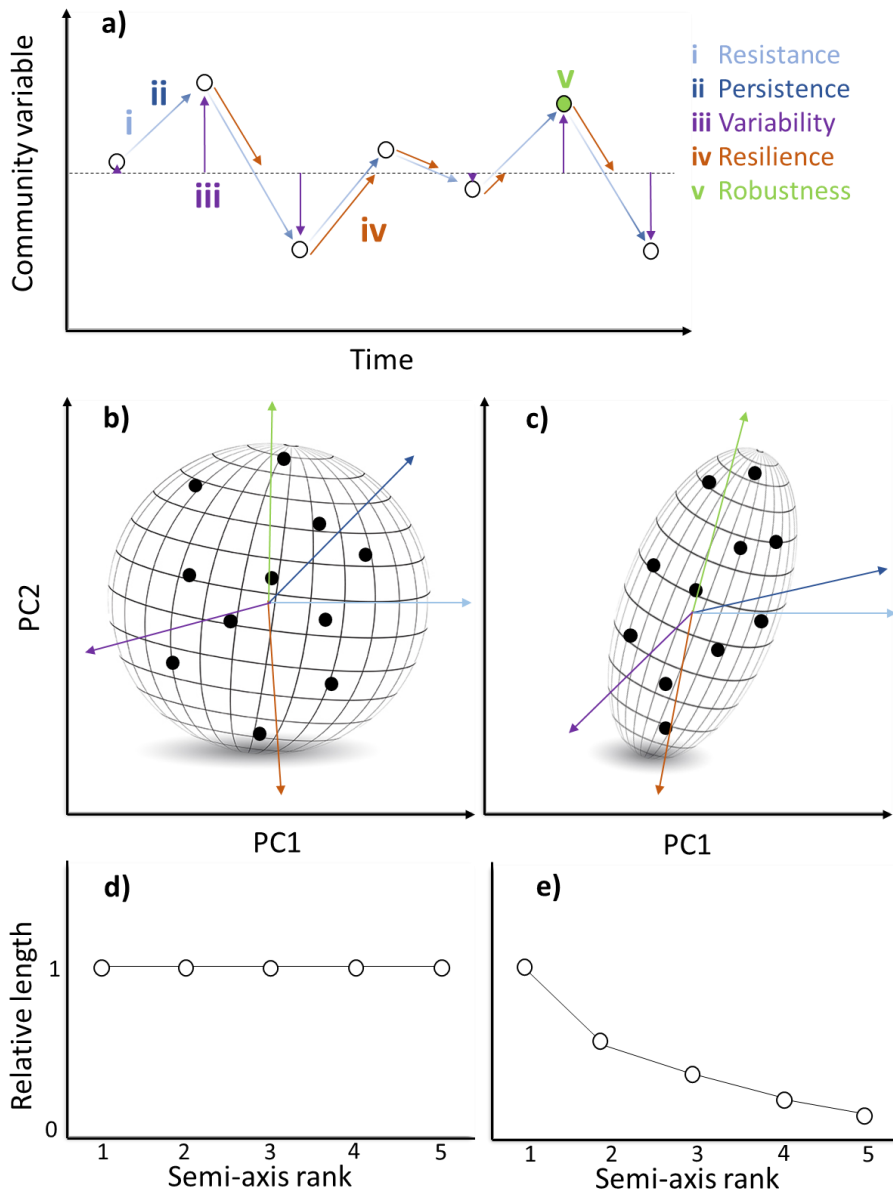 a)
Community variable
i
ii
iii
iv
v
i Resistance
ii Persistence
iii Variability
iv Resilience
v Robustness
Time
b)
PC2
PC1
c)
PC1
d)
Relative length
1
0
1 2 3 4 5
Semi-axis rank
e)
1 2 3 4 5
Semi-axis rank